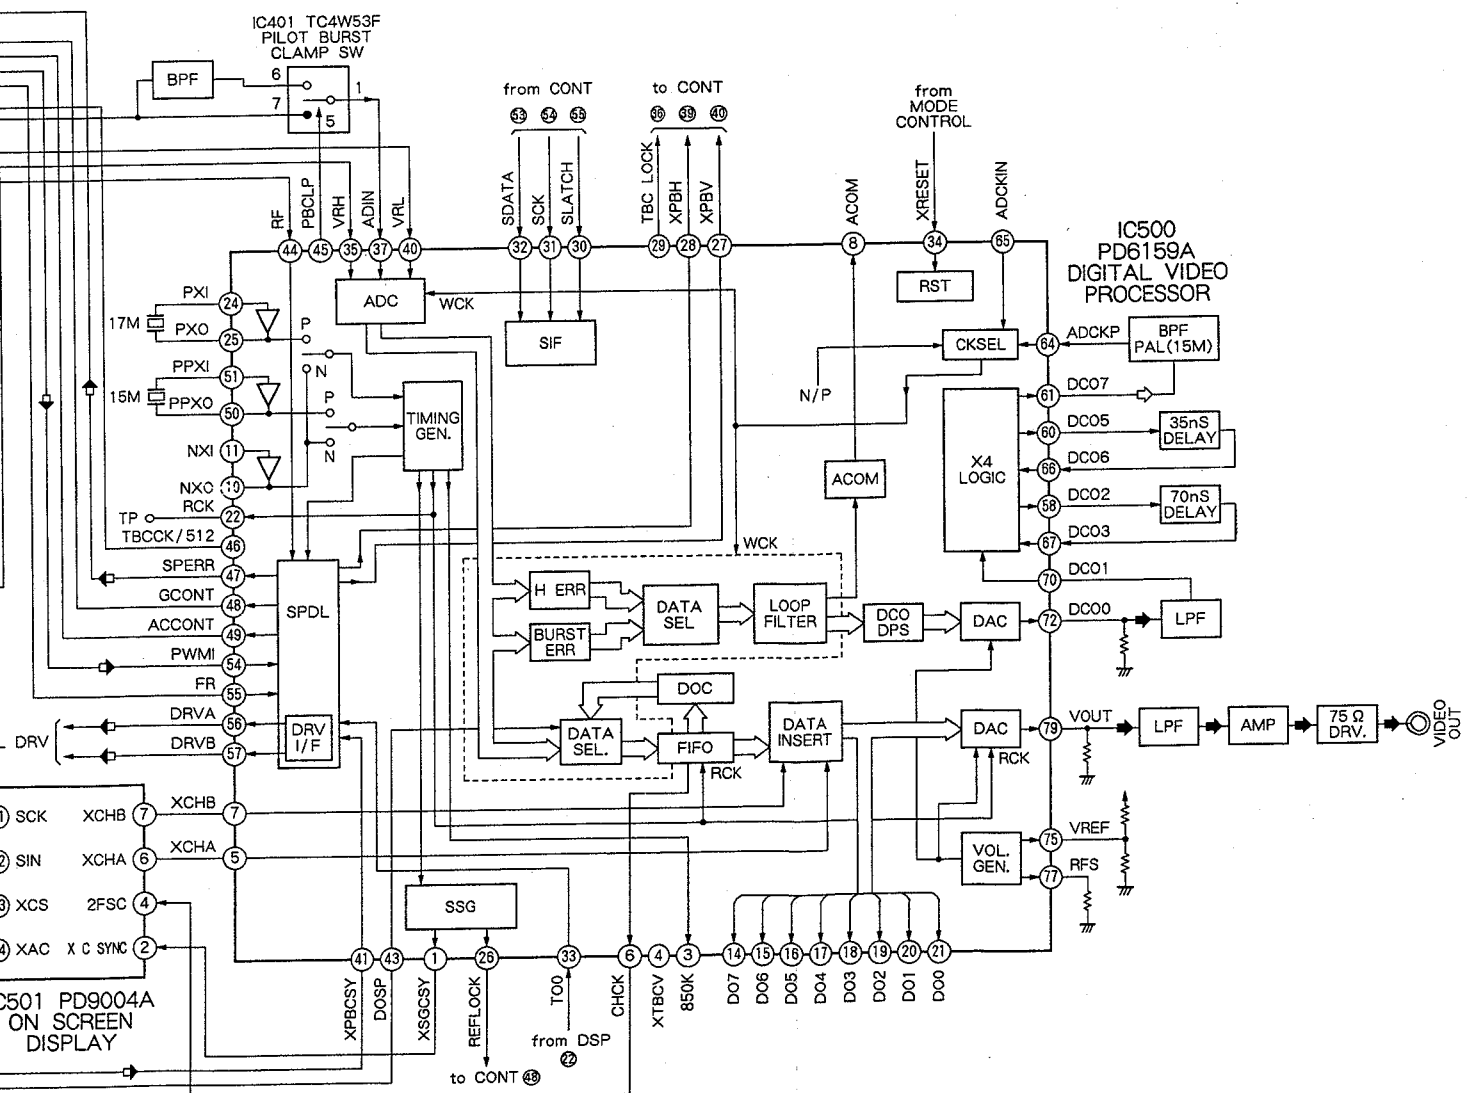 IC401 TC4W53F
PILOT BURST
CLAMP SW
BPF
6
7
1
5
from CONT
53 54 55
to CONT
36 39 40
from
MODE
CONTROL
RF
PBCLP
VRH
ADIN
VRL
SDATA
SCK
SLATCH
TBC LOCK
XPBH
XPBV
ACOM
XRESET
ADCKIN
44 45 35 37 40 32 31 30 29 28 27 8 34 65
IC500
PD6159A
DIGITAL VIDEO
PROCESSOR
PXI
24
17M
PXO
25
PPXI
51
15M
PPXO
50
NXI
11
NXO
10
RCK
TP
22
TBCCK/512
46
SPERR
47
GCONT
48
ACCONT
49
PWMI
54
FR
55
DRVA
56
DRV
DRVB
57
P
N
P
N
ADC
WCK
SIF
RST
CKSEL
N/P
TIMING
GEN.
X4
LOGIC
ACOM
WCK
SPDL
DRV
I/F
H ERR
BURST
ERR
DATA
SEL
LOOP
FILTER
DCO
DPS
DAC
DOC
DATA
SEL.
FIFO
RCK
DATA
INSERT
DAC
RCK
VOL.
GEN.
SSG
64
ADCKP
BPF
PAL(15M)
61
DCO7
60
DCO5
35nS
DELAY
66
DCO6
58
DCO2
70nS
DELAY
67
DCO3
70
DCO1
72
DCO0
LPF
79
VOUT
LPF
AMP
75 Ω
DRV.
VIDEO
OUT
75
VREF
77
RFS
SCK
XCHB
7
XCHB
7
SIN
XCHA
6
XCHA
5
XCS
2FSC
4
XAC
X C SYNC
2
C501 PD9004A
ON SCREEN
DISPLAY
41 43 1 26 33 6 4 3 14 15 16 17 18 19 20 21
XPBCSY
DOSP
XSGCSY
REFLOCK
TOO
CHCK
XTBCV
850K
DO7
DO6
DO5
DO4
DO3
DO2
DO1
DO0
from DSP
22
to CONT 48